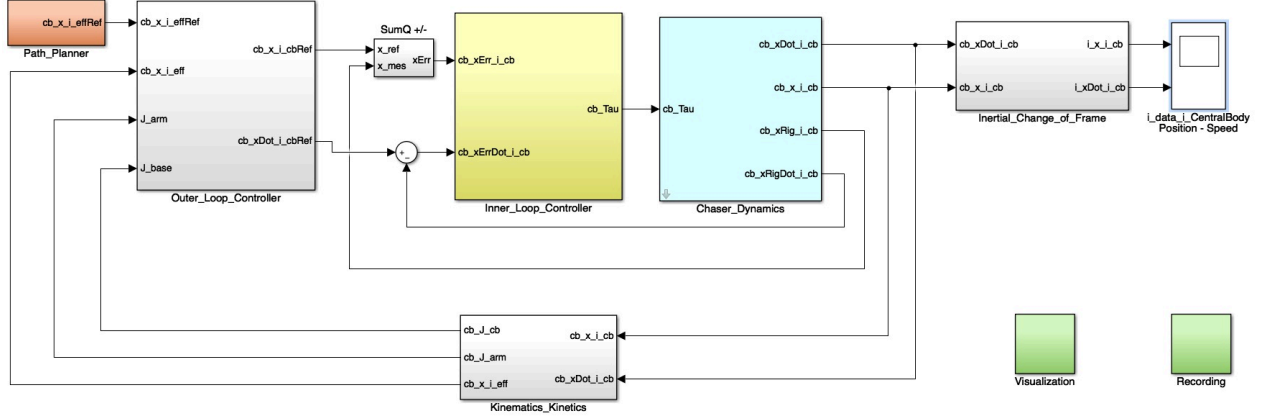 cb_x_i_effRef
Path_Planner
cb_x_i_effRef
cb_x_i_eff
J_arm
J_base
cb_x_i_cbRef
cb_xDot_i_cbRef
Outer_Loop_Controller
SumQ +/-
x_ref
x_mes
xErr
+
_
cb_xErr_i_cb
cb_xErrDot_i_cb
cb_Tau
Inner_Loop_Controller
cb_Tau
cb_xDot_i_cb
cb_x_i_cb
cb_xRig_i_cb
cb_xRigDot_i_cb
Chaser_Dynamics
cb_xDot_i_cb
cb_x_i_cb
i_x_i_cb
i_xDot_i_cb
Inertial_Change_of_Frame
i_data_i_CentralBody
Position - Speed
cb_J_cb
cb_J_arm
cb_x_i_eff
cb_x_i_cb
cb_xDot_i_cb
Kinematics_Kinetics
Visualization
Recording